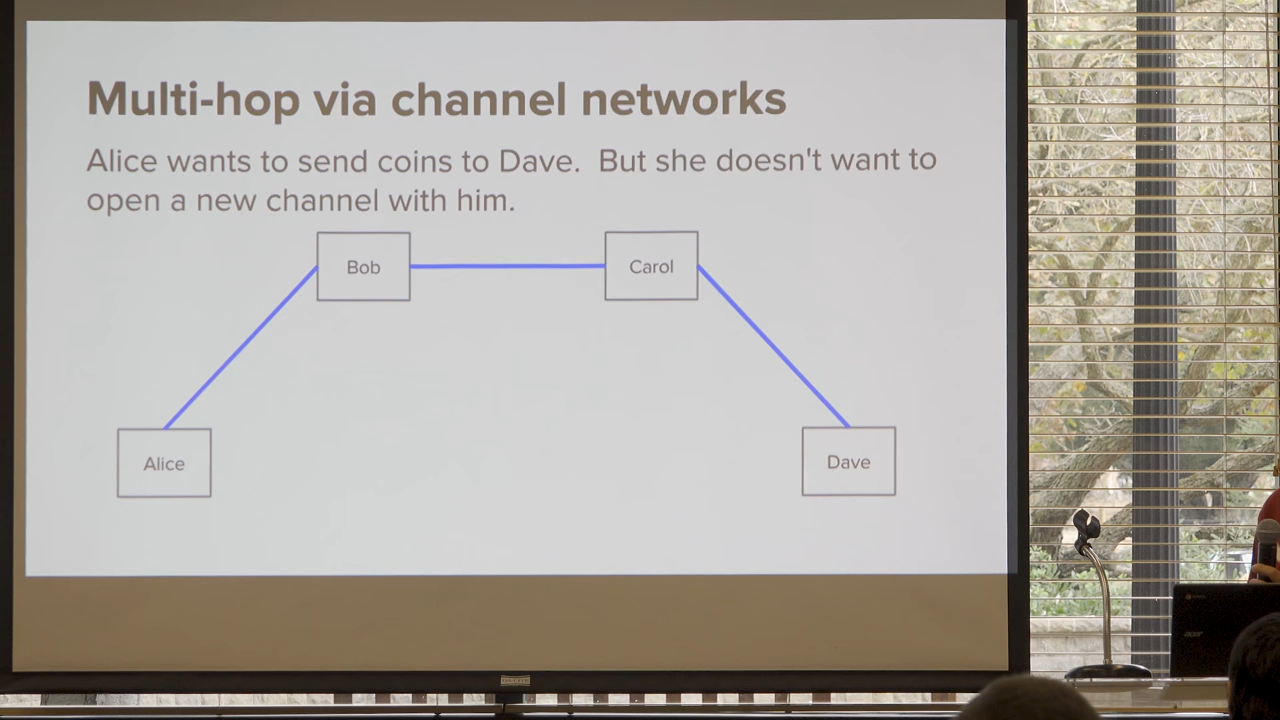 Multi-hop via channel networks
Alice wants to send coins to Dave.  But she doesn't want to
open a new channel with him.
Bob
Carol
Alice
Dave
acer